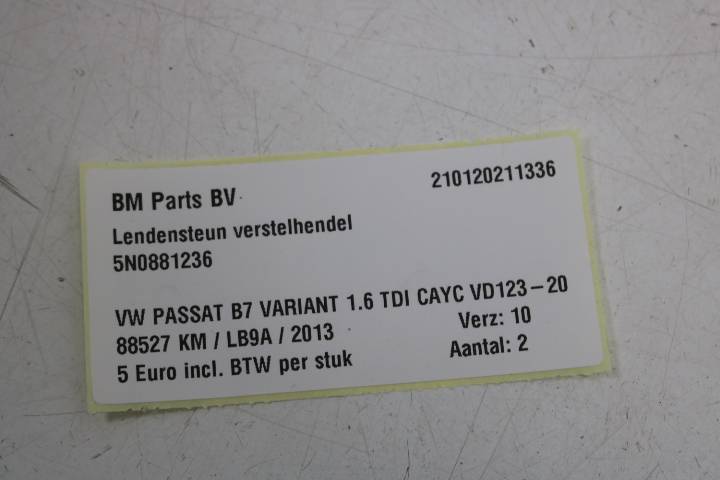 BM Parts BV 210120211336
Lendensteun verstelhendel
5N0881236
VW PASSAT B7 VARIANT 1.6 TDI CAYC VD123-20
88527 KM / LB9A / 2013 Verz: 10
5 Euro incl. BTW per stuk Aantal: 2